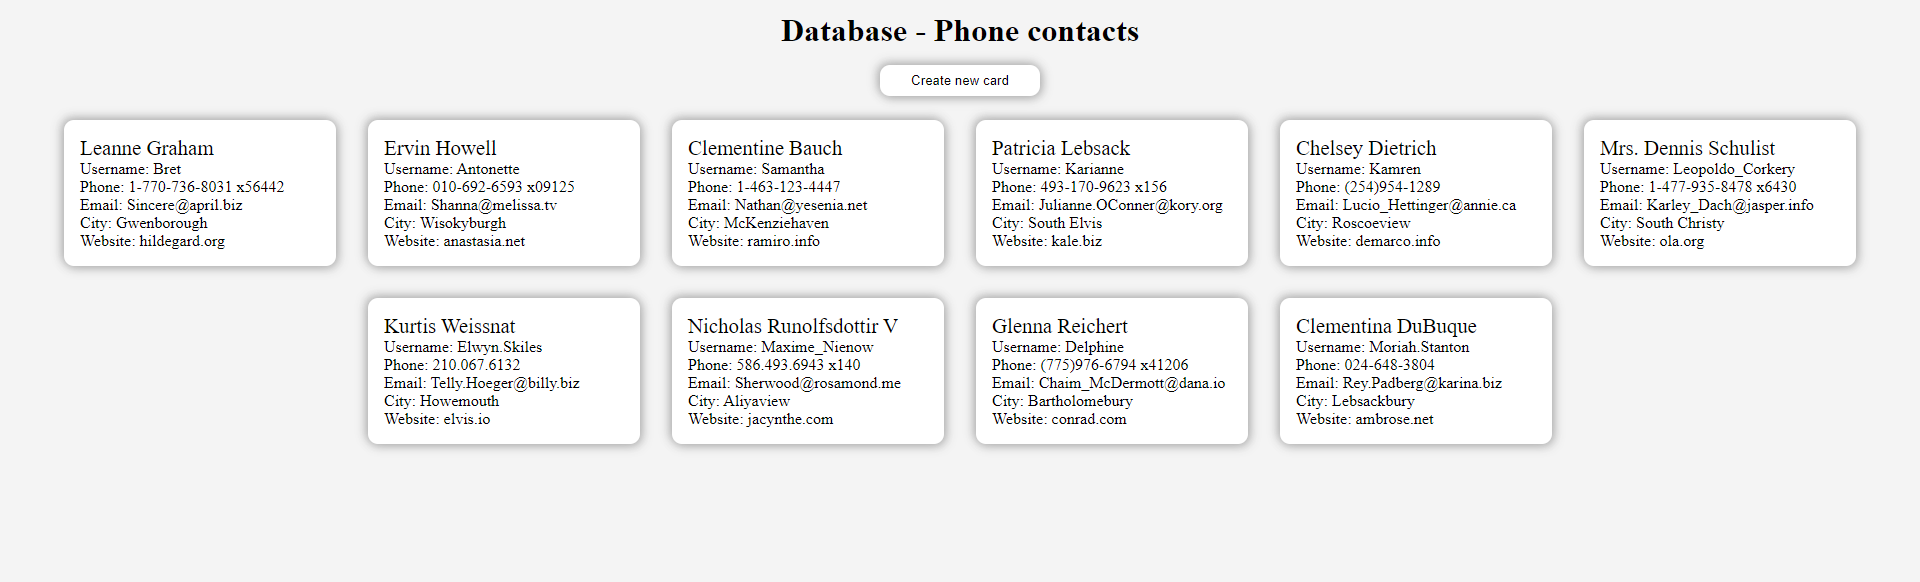 Database - Phone contacts
Create new card
Leanne Graham
Username: Bret
Phone: 1-770-736-8031 x56442
Email: Sincere@april.biz
City: Gwenborough
Website: hildegard.org
Ervin Howell
Username: Antonette
Phone: 010-692-6593 x09125
Email: Shanna@melissa.tv
City: Wisokyburgh
Website: anastasia.net
Clementine Bauch
Username: Samantha
Phone: 1-463-123-4447
Email: Nathan@yesenia.net
City: McKenziehaven
Website: ramiro.info
Patricia Lebsack
Username: Karianne
Phone: 493-170-9623 x156
Email: Julianne.OConner@kory.org
City: South Elvis
Website: kale.biz
Chelsey Dietrich
Username: Kamren
Phone: (254)954-1289
Email: Lucio_Hettinger@annie.ca
City: Roscoeview
Website: demarco.info
Mrs. Dennis Schulist
Username: Leopoldo_Corkery
Phone: 1-477-935-8478 x6430
Email: Karley_Dach@jasper.info
City: South Christy
Website: ola.org
Kurtis Weissnat
Username: Elwyn.Skiles
Phone: 210.067.6132
Email: Telly.Hoeger@billy.biz
City: Howemouth
Website: elvis.io
Nicholas Runolfsdottir V
Username: Maxime_Nienow
Phone: 586.493.6943 x140
Email: Sherwood@rosamond.me
City: Aliyaview
Website: jacynthe.com
Glenna Reichert
Username: Delphine
Phone: (775)976-6794 x41206
Email: Chaim_McDermott@dana.io
City: Bartholomebury
Website: conrad.com
Clementina DuBuque
Username: Moriah.Stanton
Phone: 024-648-3804
Email: Rey.Padberg@karina.biz
City: Lebsackbury
Website: ambrose.net